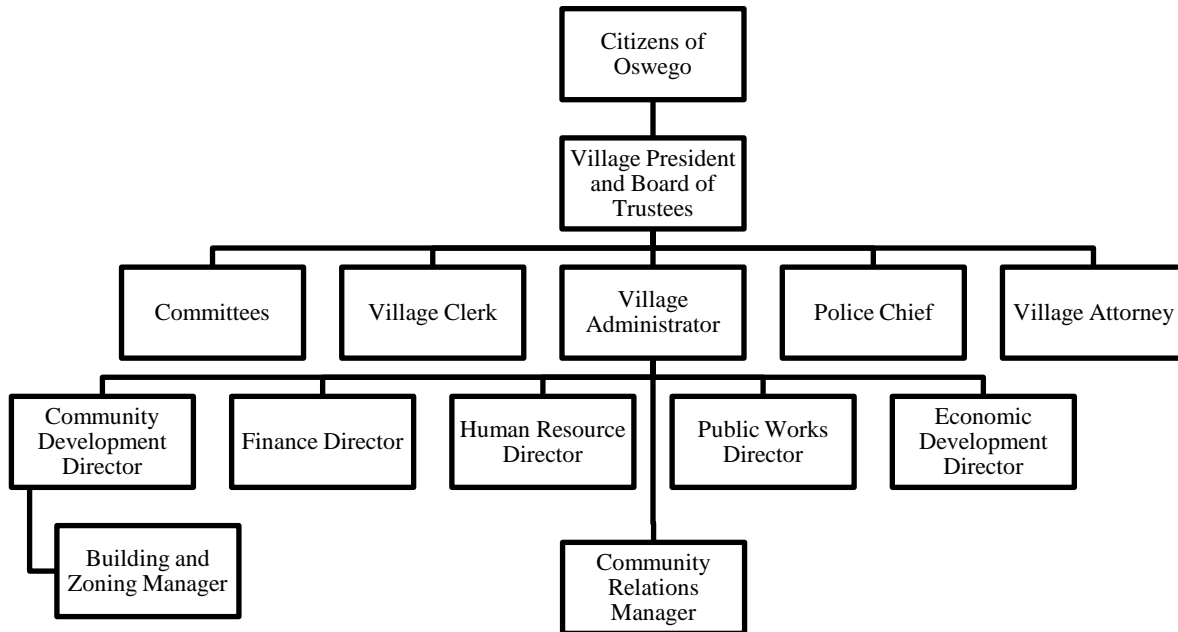 Citizens of
Oswego
Village President
and Board of
Trustees
Committees
Village Clerk
Village
Administrator
Police Chief
Village Attorney
Community
Development
Director
Finance Director
Human Resource
Director
Public Works
Director
Economic
Development
Director
Building and
Zoning Manager
Community
Relations
Manager